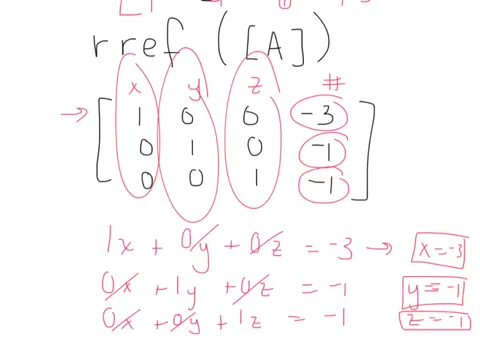 rref ([A])
x y z #
→ [ 1 0 0 -3
0 1 0 -1
0 0 1 -1 ]
1x + 0y + 0z = -3 → x=-3
0x + 1y + 0z = -1 y=-1
0x + 0y + 1z = -1 z=-1